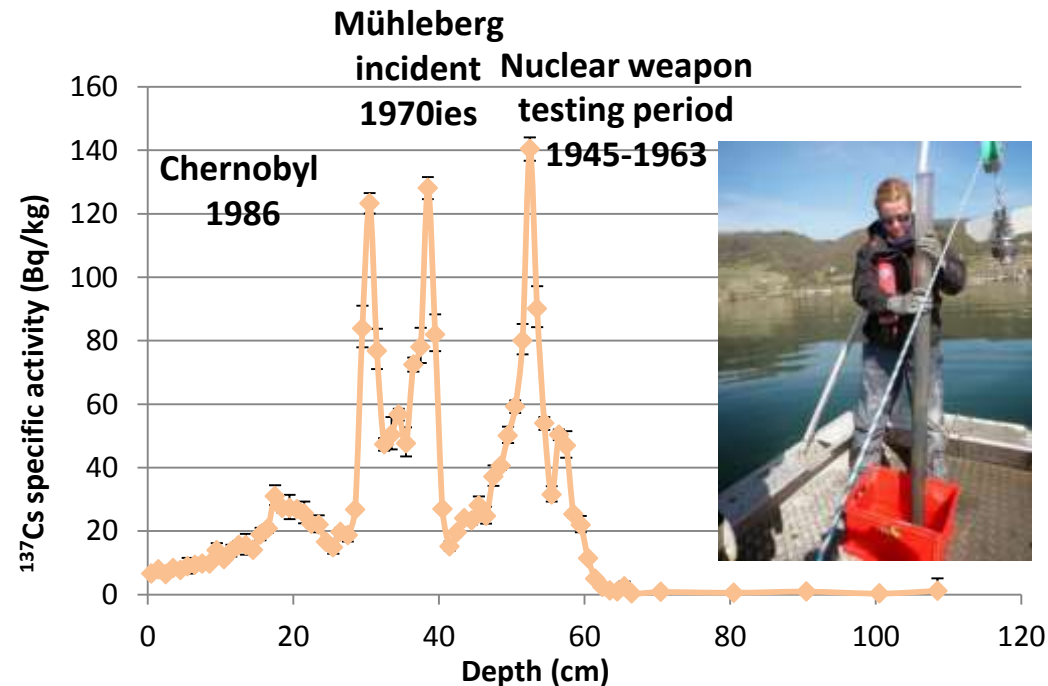 Mühleberg
incident
1970ies
Nuclear weapon
testing period
1945-1963
Chernobyl
1986
160
140
120
100
80
60
40
20
0
¹³⁷Cs specific activity (Bq/kg)
0 20 40 60 80 100 120
Depth (cm)